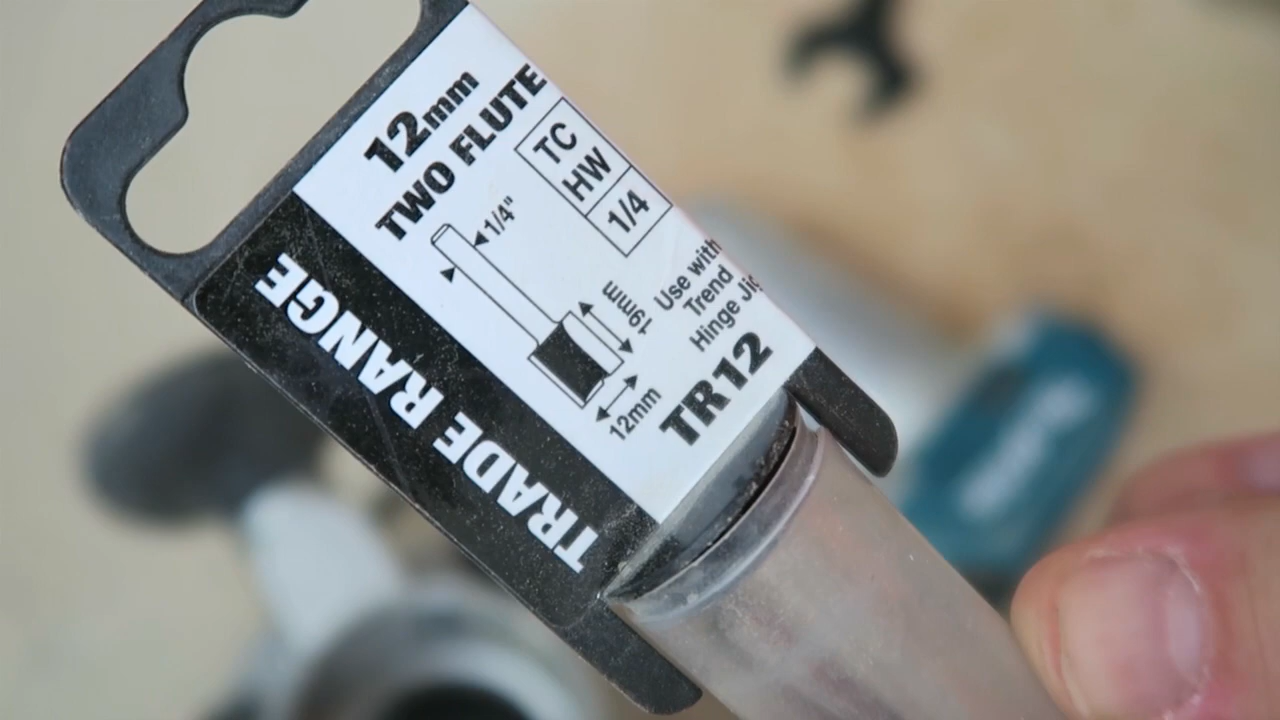 12mm
TWO FLUTE
TC
HW
1/4
1/4"
19mm
12mm
Use with
Trend
Hinge Jig
TR12
TRADE RANGE